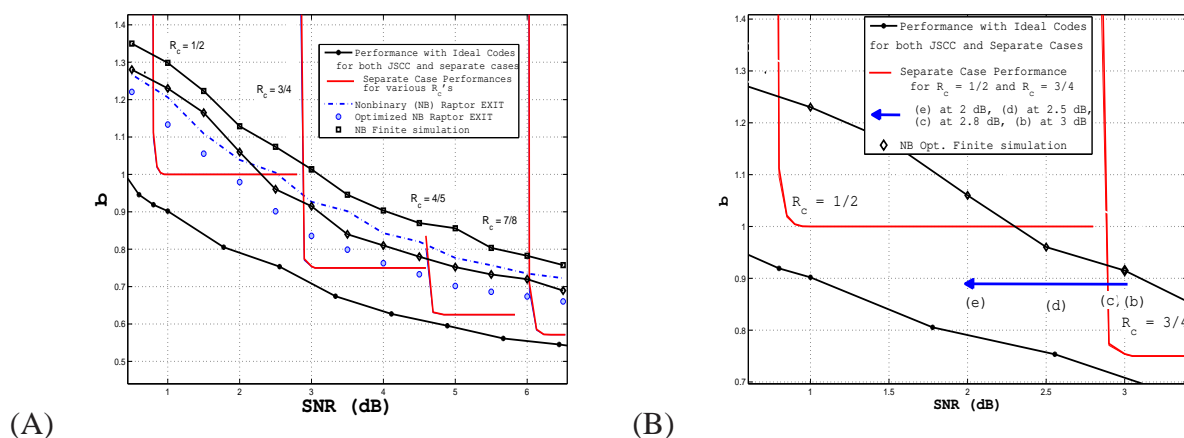 1.4
1.3
1.2
1.1
1
0.9
0.8
0.7
0.6
0.5
b
R_c = 1/2
R_c = 3/4
R_c = 4/5
R_c = 7/8
Performance with Ideal Codes
for both JSCC and separate cases
Separate Case Performances
for various R_c's
Nonbinary (NB) Raptor EXIT
Optimized NB Raptor EXIT
NB Finite simulation
1 2 3 4 5 6
SNR (dB)
(A)
1.4
1.3
1.2
1.1
1
0.9
0.8
0.7
b
Performance with Ideal Codes
for both JSCC and Separate Cases
Separate Case Performance
for R_c = 1/2 and R_c = 3/4
(e) at 2 dB, (d) at 2.5 dB,
(c) at 2.8 dB, (b) at 3 dB
NB Opt. Finite simulation
R_c = 1/2
(e) (d) (c) (b)
R_c = 3/4
1 1.5 2 2.5 3
SNR (dB)
(B)